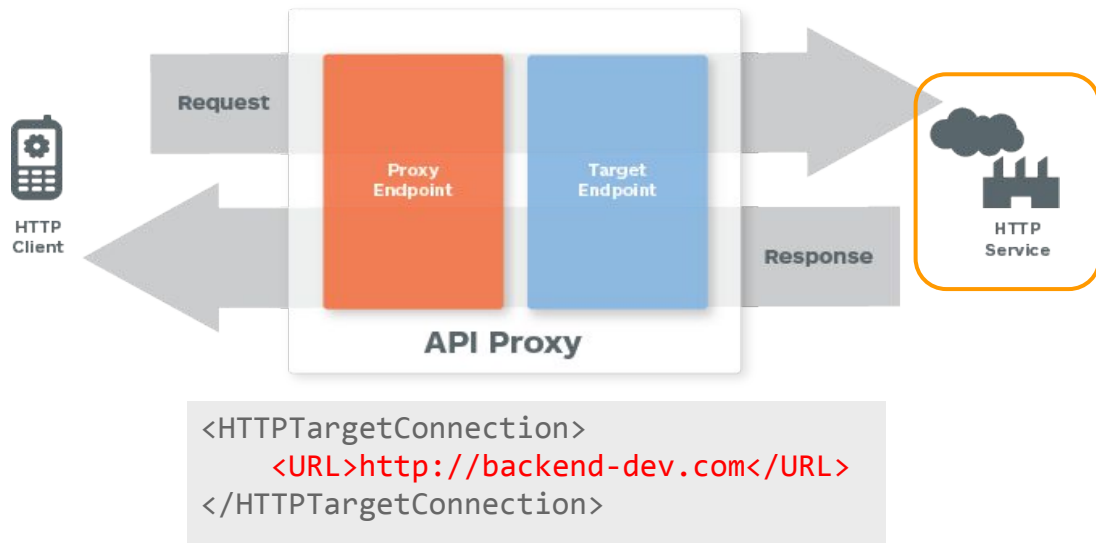 Request
Proxy
Endpoint
Target
Endpoint
HTTP
Client
HTTP
Service
Response
API Proxy
<HTTPTargetConnection>
    <URL>http://backend-dev.com</URL>
</HTTPTargetConnection>